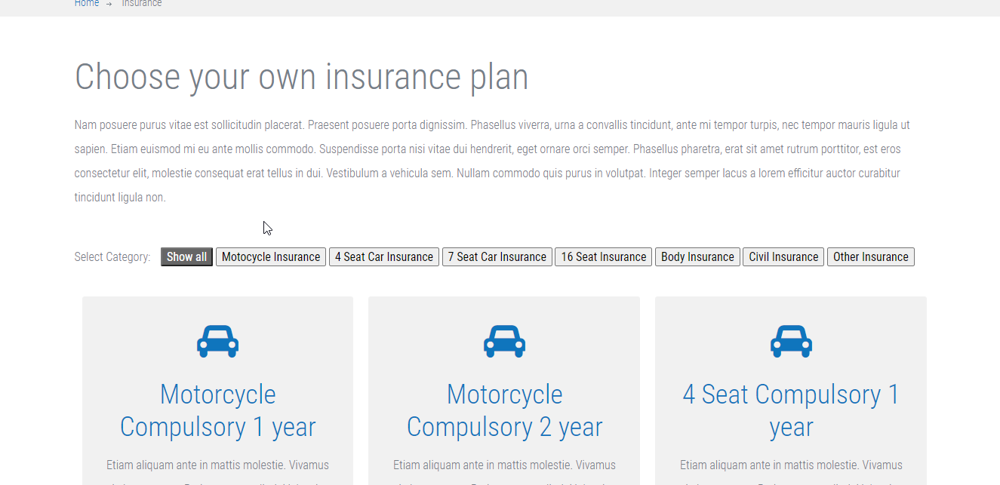 Home → Insurance
Choose your own insurance plan
Nam posuere purus vitae est sollicitudin placerat. Praesent posuere porta dignissim. Phasellus viverra, urna a convallis tincidunt, ante mi tempor turpis, nec tempor mauris ligula ut
sapien. Etiam euismod mi eu ante mollis commodo. Suspendisse porta nisi vitae dui hendrerit, eget ornare orci semper. Phasellus pharetra, erat sit amet rutrum porttitor, est eros
consectetur elit, molestie consequat erat tellus in dui. Vestibulum a vehicula sem. Nullam commodo quis purus in volutpat. Integer semper lacus a lorem efficitur auctor curabitur
tincidunt ligula non.
Select Category: Show all Motocycle Insurance 4 Seat Car Insurance 7 Seat Car Insurance 16 Seat Insurance Body Insurance Civil Insurance Other Insurance
Motorcycle
Compulsory 1 year
Etiam aliquam ante in mattis molestie. Vivamus
Motorcycle
Compulsory 2 year
Etiam aliquam ante in mattis molestie. Vivamus
4 Seat Compulsory 1
year
Etiam aliquam ante in mattis molestie. Vivamus